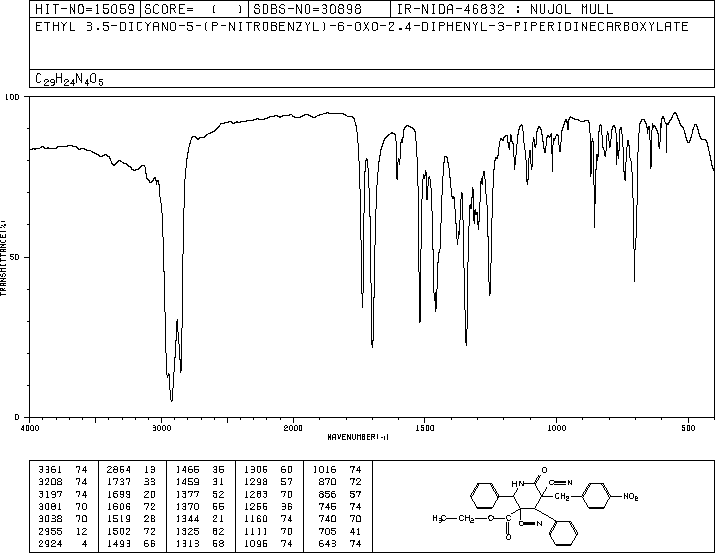 HIT-NO=15059 SCORE= ( ) SDBS-NO=30898 IR-NIDA-46832 : NUJOL MULL
ETHYL 3.5-DICYANO-5-(P-NITROBENZYL)-6-OXO-2.4-DIPHENYL-3-PIPERIDINECARBOXYLATE
C29H24N4O5
100
50
0
TRANSMITTANCE(%)
4000 3000 2000 1500 1000 500
WAVENUMBER(-1)
3361 74 2854 13 1466 35 1306 60 1016 74
3208 74 1737 33 1459 31 1298 57 870 72
3197 74 1699 20 1377 52 1283 70 856 57
3081 70 1606 72 1370 55 1255 36 745 74
3038 70 1519 28 1344 21 1160 74 740 70
2955 12 1502 72 1325 62 1111 70 705 41
2924 4 1493 66 1313 58 1096 74 643 74
O
HN
C≡N
CH2
NO2
H3C CH2 O C
O
C≡N